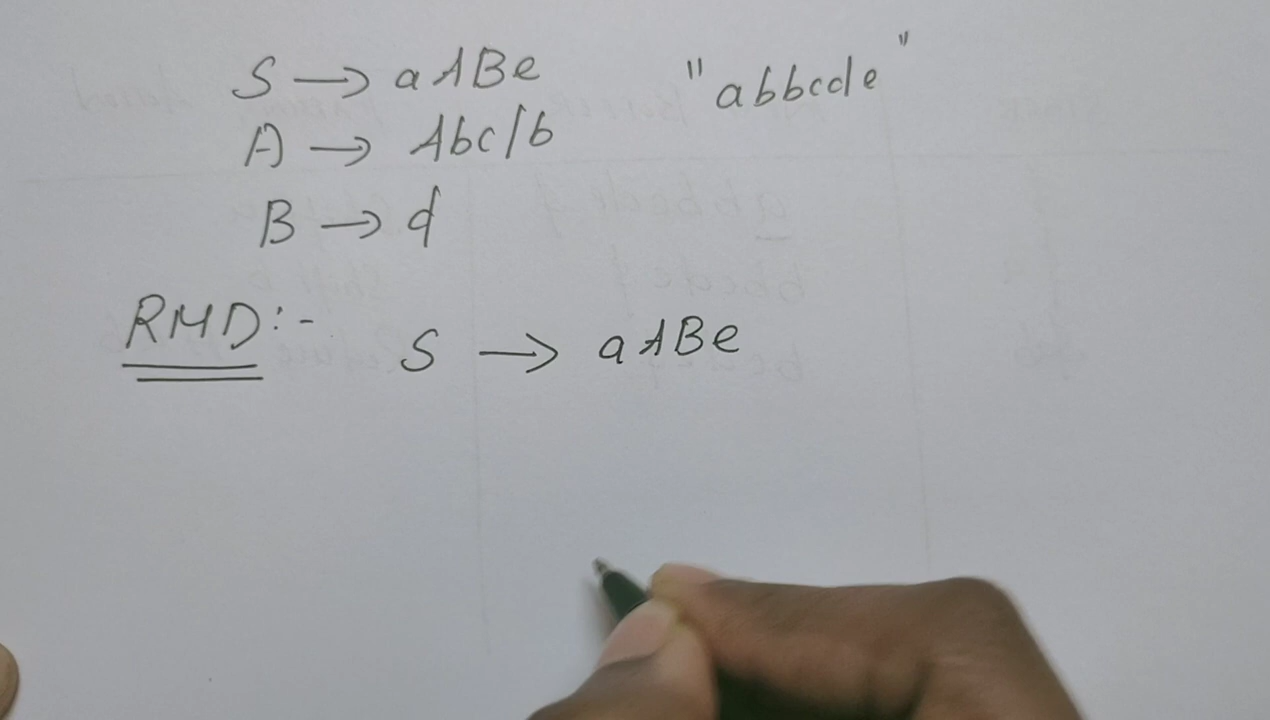 S → aABe "abbcde"
A → Abc/b
B → d
RMD:- S → aABe